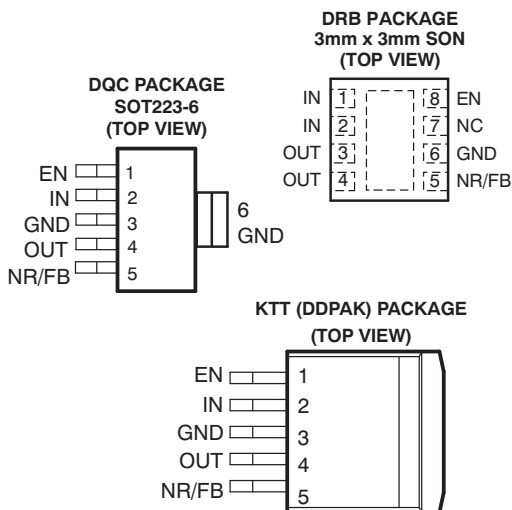 DRB PACKAGE
3mm x 3mm SON
(TOP VIEW)
IN 1 8 EN
IN 2 7 NC
OUT 3 6 GND
OUT 4 5 NR/FB
DQC PACKAGE
SOT223-6
(TOP VIEW)
EN 1
IN 2
GND 3
OUT 4
NR/FB 5
6
GND
KTT (DDPAK) PACKAGE
(TOP VIEW)
EN 1
IN 2
GND 3
OUT 4
NR/FB 5